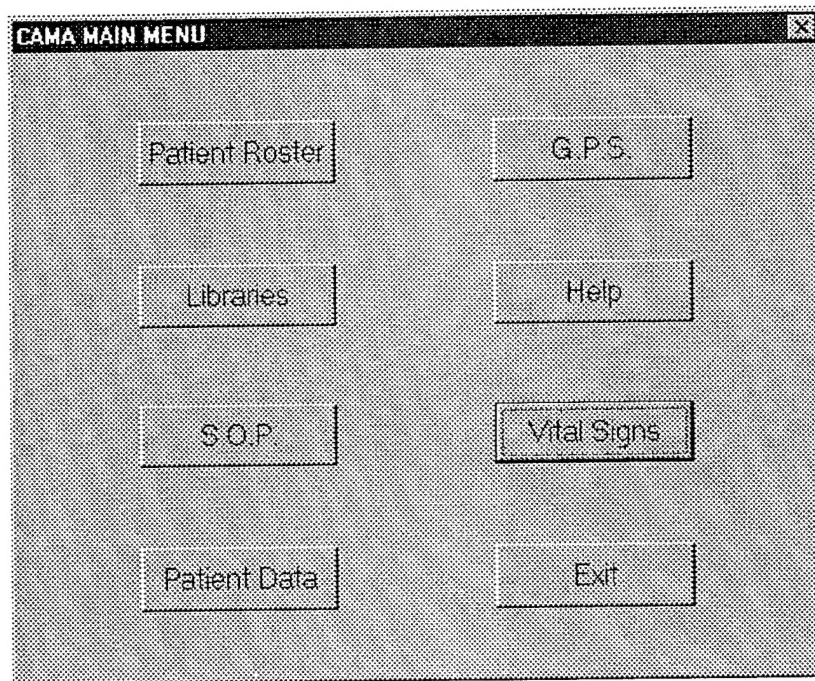 CAMA MAIN MENU
Patient Roster
G.P.S.
Libraries
Help
S.O.P.
Vital Signs
Patient Data
Exit